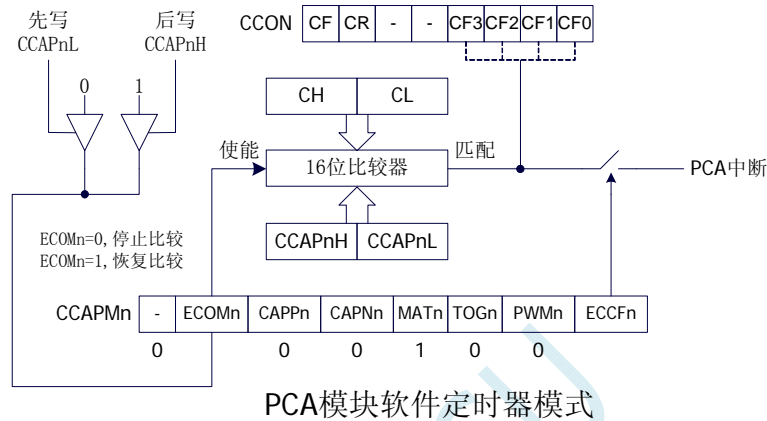 先写 后写 CCON CF CR - - CF3 CF2 CF1 CF0
CCAPnL CCAPnH
0 1
CH CL
使能 16位比较器 匹配 PCA中断
ECOMn=0,停止比较
ECOMn=1,恢复比较
CCAPnH CCAPnL
CCAPMn - ECOMn CAPPn CAPNn MATn TOGn PWMn ECCFn
0 0 0 1 0 0
PCA模块软件定时器模式